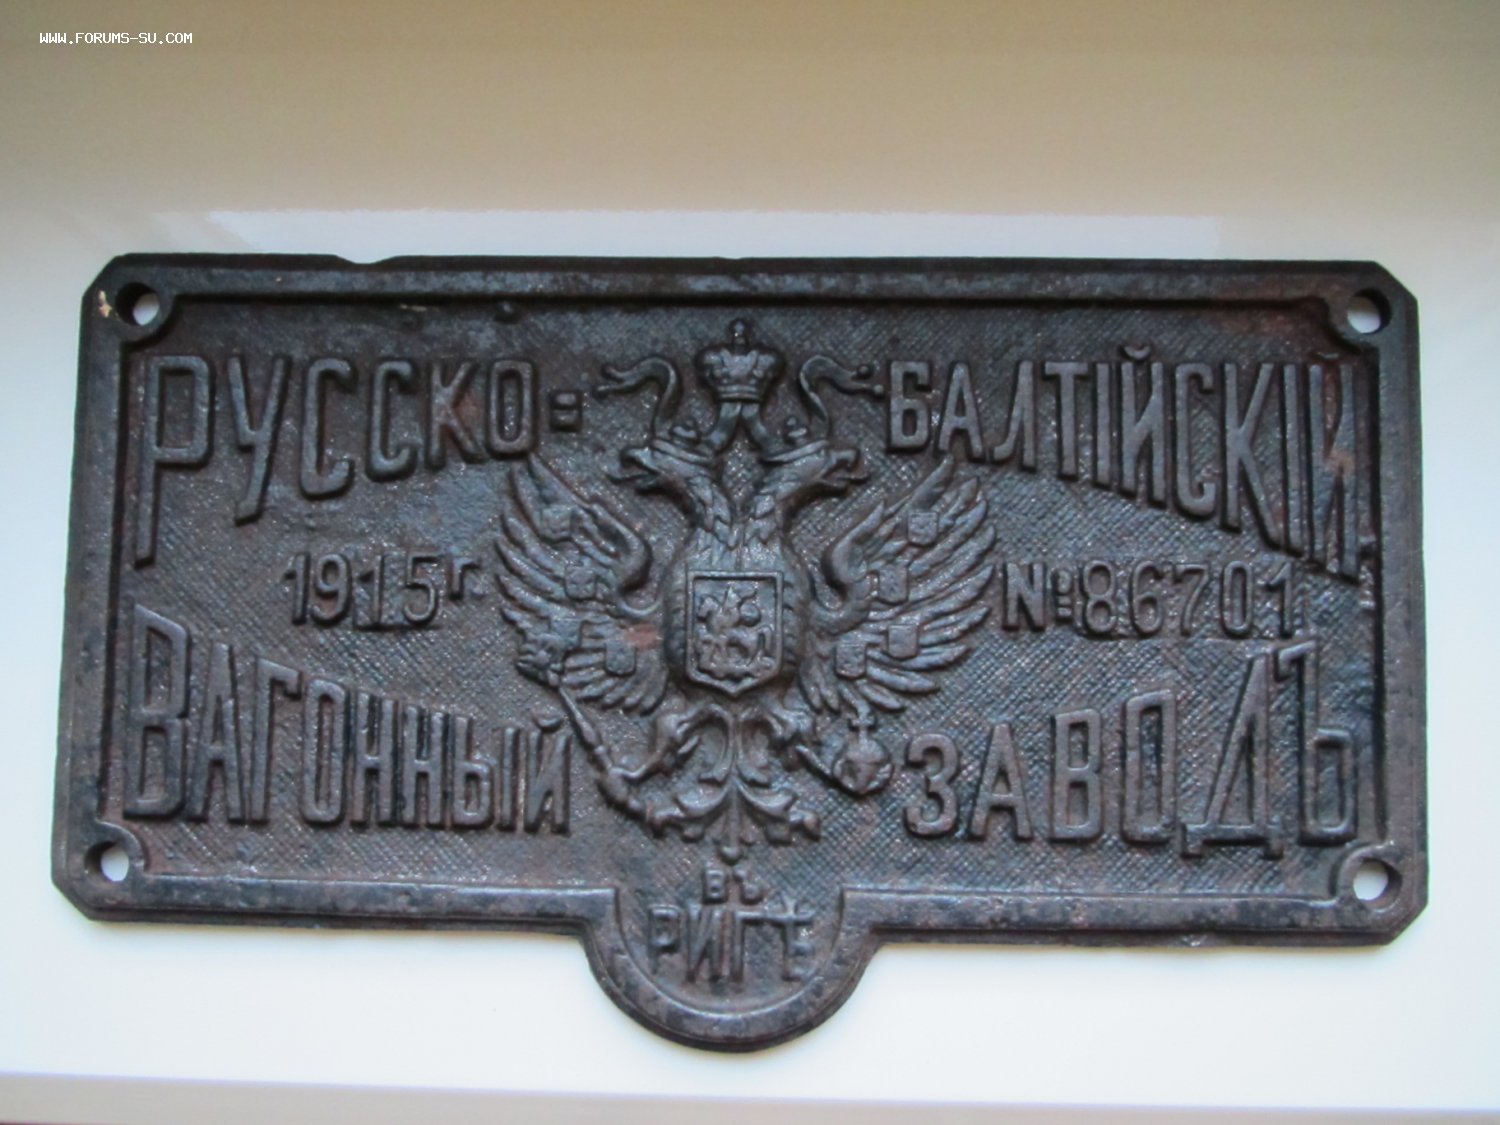 WWW.FORUMS-SU.COM
РУССКО= БАЛТІЙСКІЙ
1915г. №86701
ВАГОННЫЙ ЗАВОДЪ
ВЪ
РИГѢ